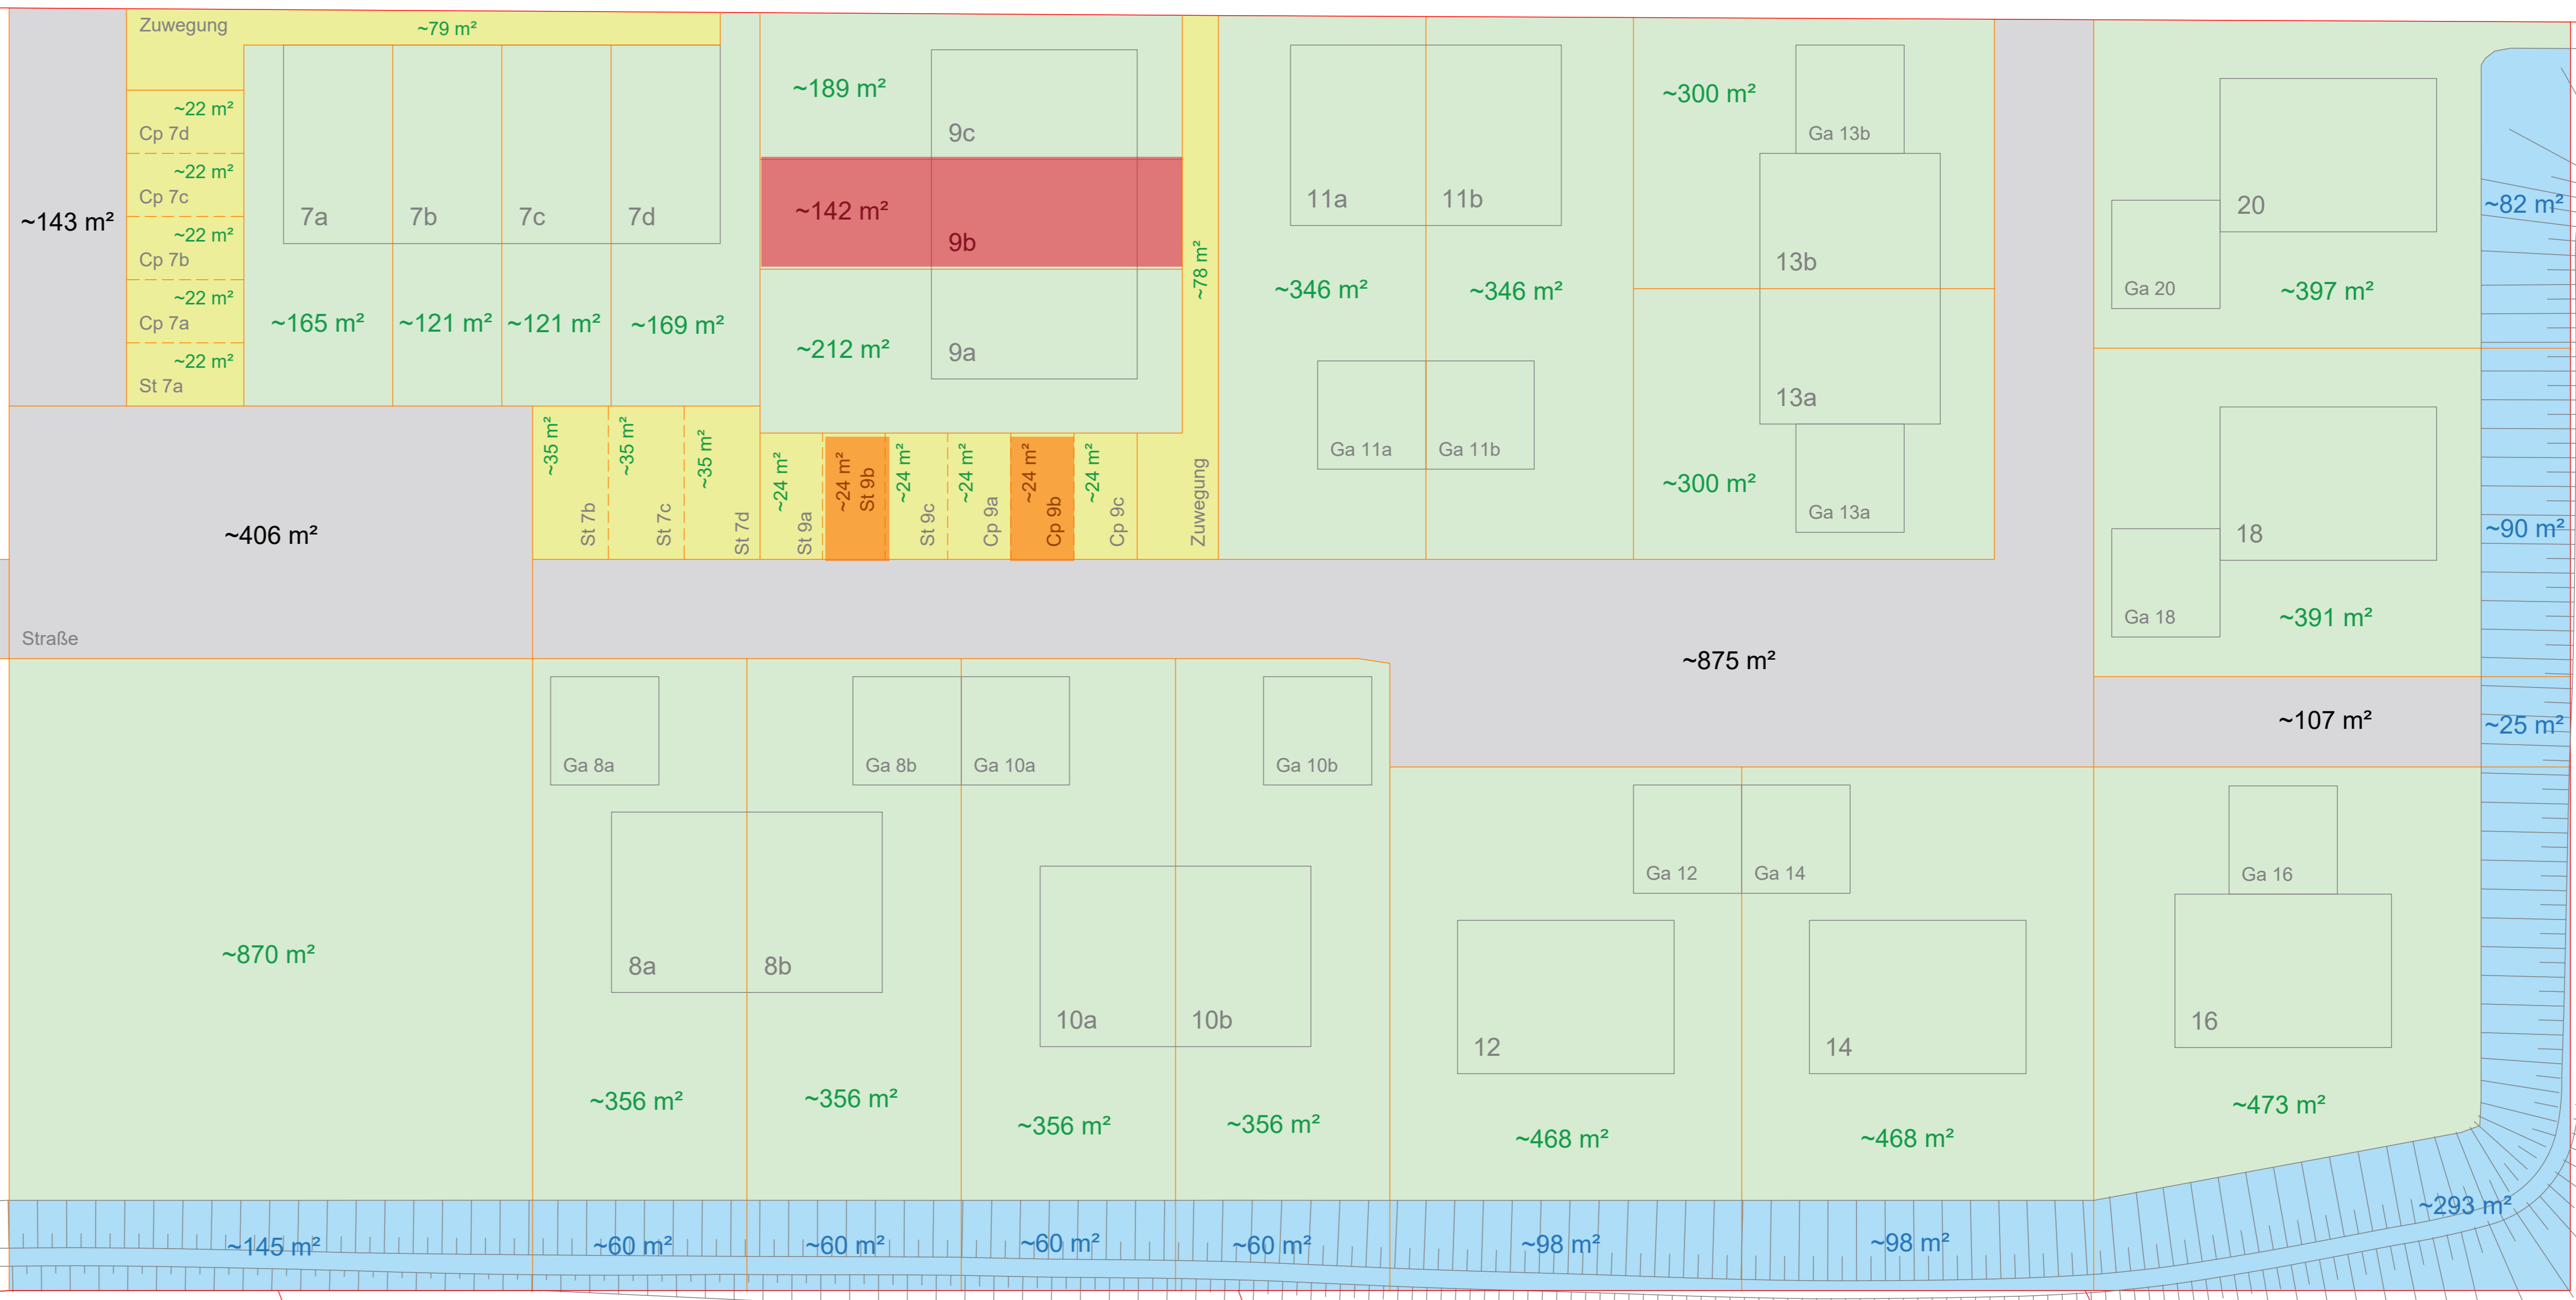 Zuwegung
~79 m²
~22 m²
Cp 7d
~22 m²
Cp 7c
~22 m²
Cp 7b
~22 m²
Cp 7a
~22 m²
St 7a
~143 m²
7a
7b
7c
7d
~165 m²
~121 m²
~121 m²
~169 m²
~189 m²
9c
~142 m²
9b
~212 m²
9a
~78 m²
Zuwegung
11a
11b
~346 m²
~346 m²
Ga 11a
Ga 11b
~300 m²
Ga 13b
13b
13a
~300 m²
Ga 13a
20
Ga 20
~397 m²
~82 m²
18
Ga 18
~391 m²
~90 m²
~406 m²
Straße
~35 m²
St 7b
~35 m²
St 7c
~35 m²
St 7d
~24 m²
St 9a
~24 m²
St 9b
~24 m²
St 9c
~24 m²
Cp 9a
~24 m²
Cp 9b
~24 m²
Cp 9c
~875 m²
~107 m²
~25 m²
~870 m²
Ga 8a
Ga 8b
Ga 10a
Ga 10b
8a
8b
10a
10b
~356 m²
~356 m²
~356 m²
~356 m²
Ga 12
Ga 14
12
14
~468 m²
~468 m²
Ga 16
16
~473 m²
~145 m²
~60 m²
~60 m²
~60 m²
~60 m²
~98 m²
~98 m²
~293 m²